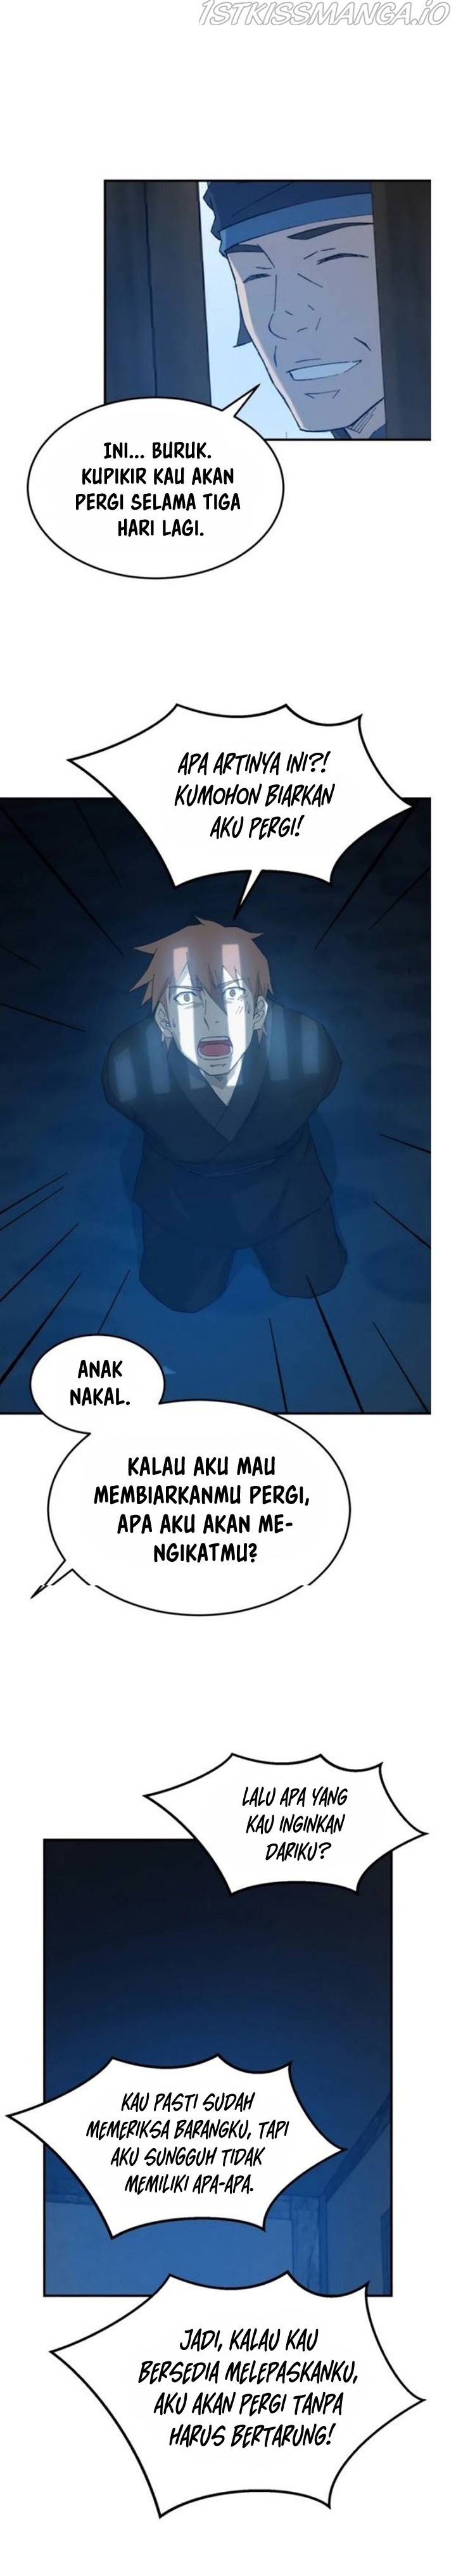 1STKISSMANGA.IO
INI... BURUK.
KUPIKIR KAU AKAN
PERGI SELAMA TIGA
HARI LAGI.
APA ARTINYA INI?!
KUMOHON BIARKAN
AKU PERGI!
ANAK
NAKAL.
KALAU AKU MAU
MEMBIARKANMU PERGI,
APA AKU AKAN ME-
NGIKATMU?
LALU APA YANG
KAU INGINKAN
DARIKU?
KAU PASTI SUDAH
MEMERIKSA BARANGKU, TAPI
AKU SUNGGUH TIDAK
MEMILIKI APA-APA.
JADI, KALAU KAU
BERSEDIA MELEPASKANKU,
AKU AKAN PERGI TANPA
HARUS BERTARUNG!